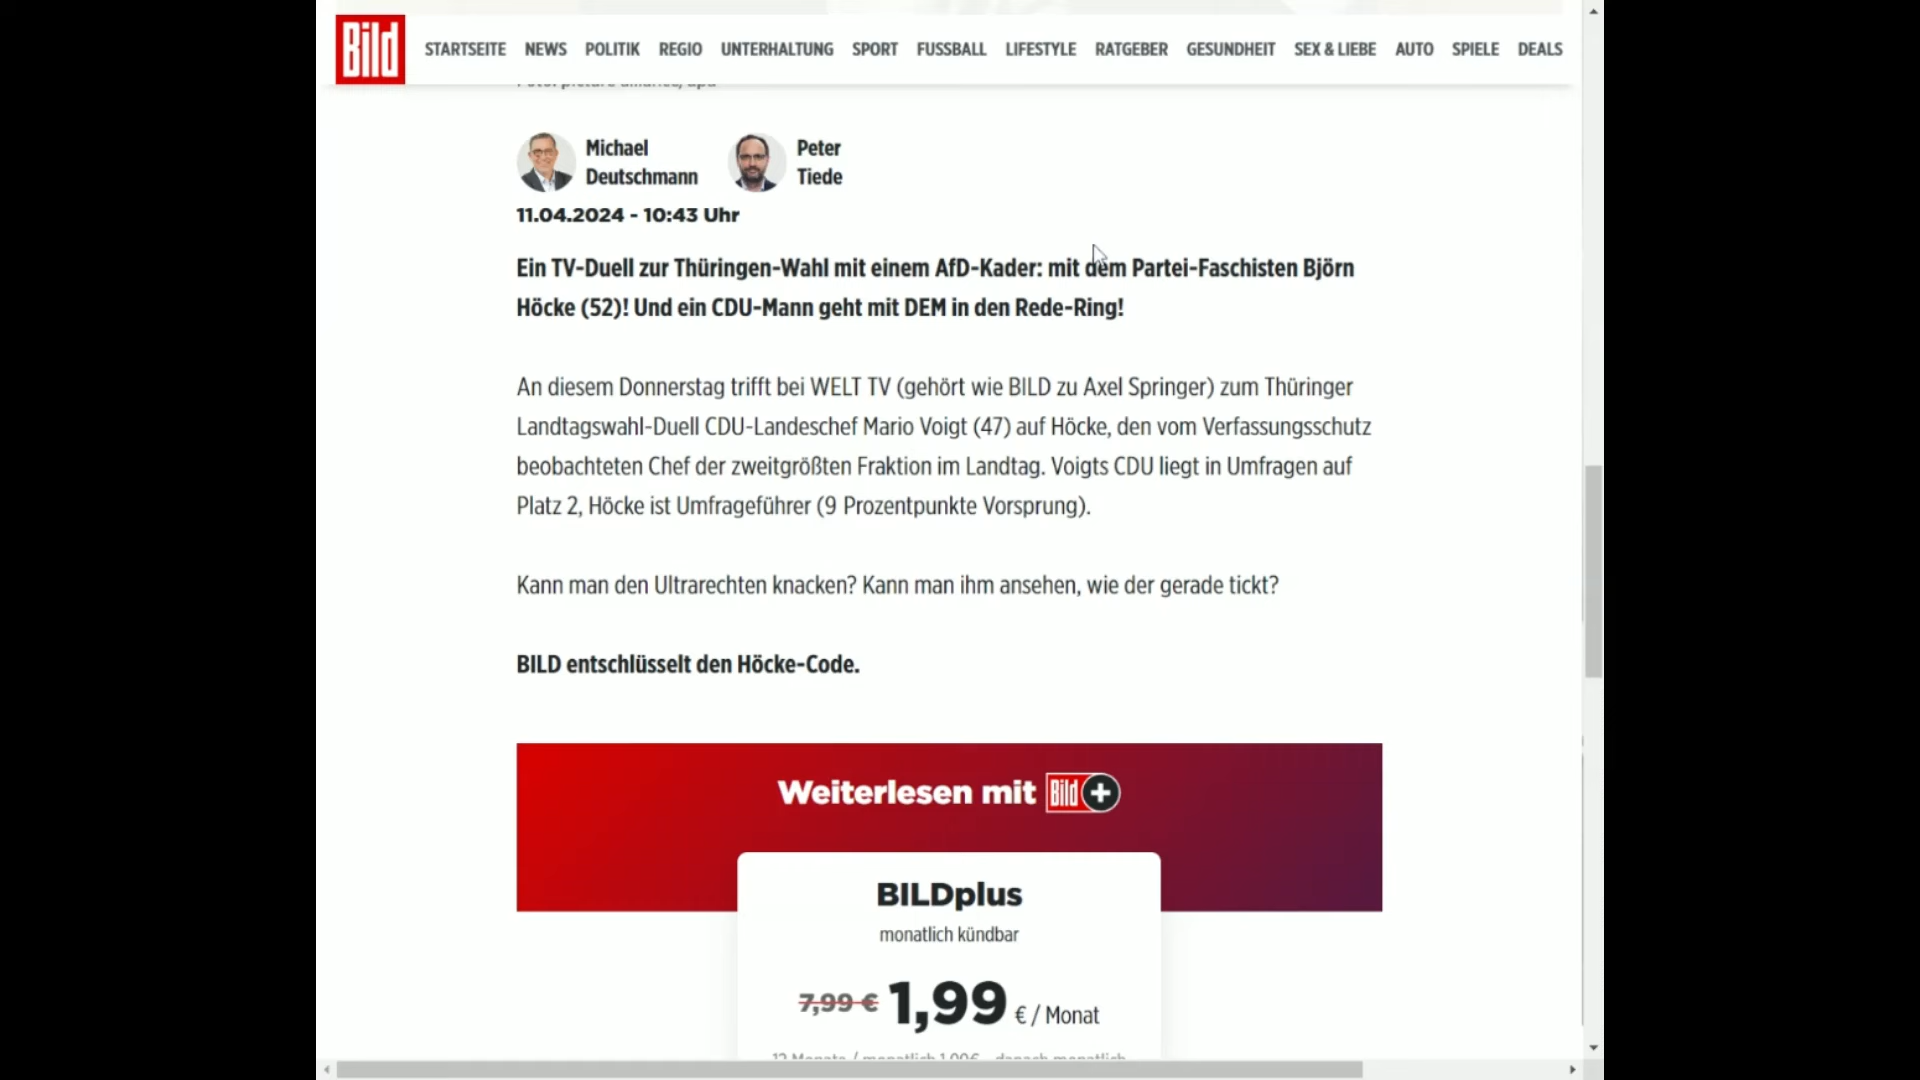 Bild
STARTSEITE NEWS POLITIK REGIO UNTERHALTUNG SPORT FUSSBALL LIFESTYLE RATGEBER GESUNDHEIT SEX & LIEBE AUTO SPIELE DEALS
Michael
Deutschmann
Peter
Tiede
11.04.2024 - 10:43 Uhr
Ein TV-Duell zur Thüringen-Wahl mit einem AfD-Kader: mit dem Partei-Faschisten Björn
Höcke (52)! Und ein CDU-Mann geht mit DEM in den Rede-Ring!
An diesem Donnerstag trifft bei WELT TV (gehört wie BILD zu Axel Springer) zum Thüringer
Landtagswahl-Duell CDU-Landeschef Mario Voigt (47) auf Höcke, den vom Verfassungsschutz
beobachteten Chef der zweitgrößten Fraktion im Landtag. Voigts CDU liegt in Umfragen auf
Platz 2, Höcke ist Umfrageführer (9 Prozentpunkte Vorsprung).
Kann man den Ultrarechten knacken? Kann man ihm ansehen, wie der gerade tickt?
BILD entschlüsselt den Höcke-Code.
Weiterlesen mit Bild +
BILDplus
monatlich kündbar
7,99 € 1,99 € / Monat